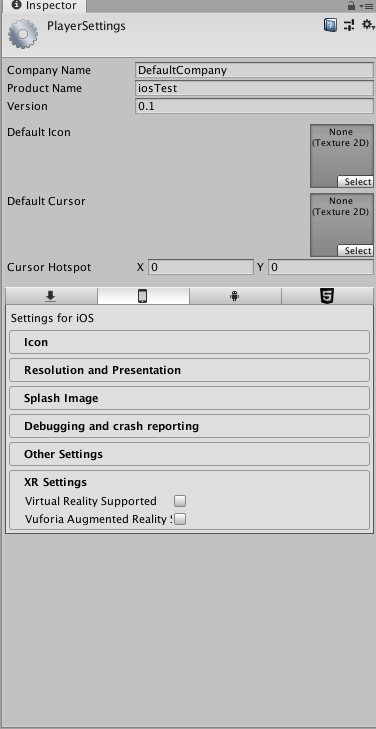 Inspector
PlayerSettings
Company Name DefaultCompany
Product Name iosTest
Version 0.1
Default Icon None
(Texture 2D)
Select
Default Cursor None
(Texture 2D)
Select
Cursor Hotspot X 0 Y 0
Settings for iOS
Icon
Resolution and Presentation
Splash Image
Debugging and crash reporting
Other Settings
XR Settings
Virtual Reality Supported
Vuforia Augmented Reality